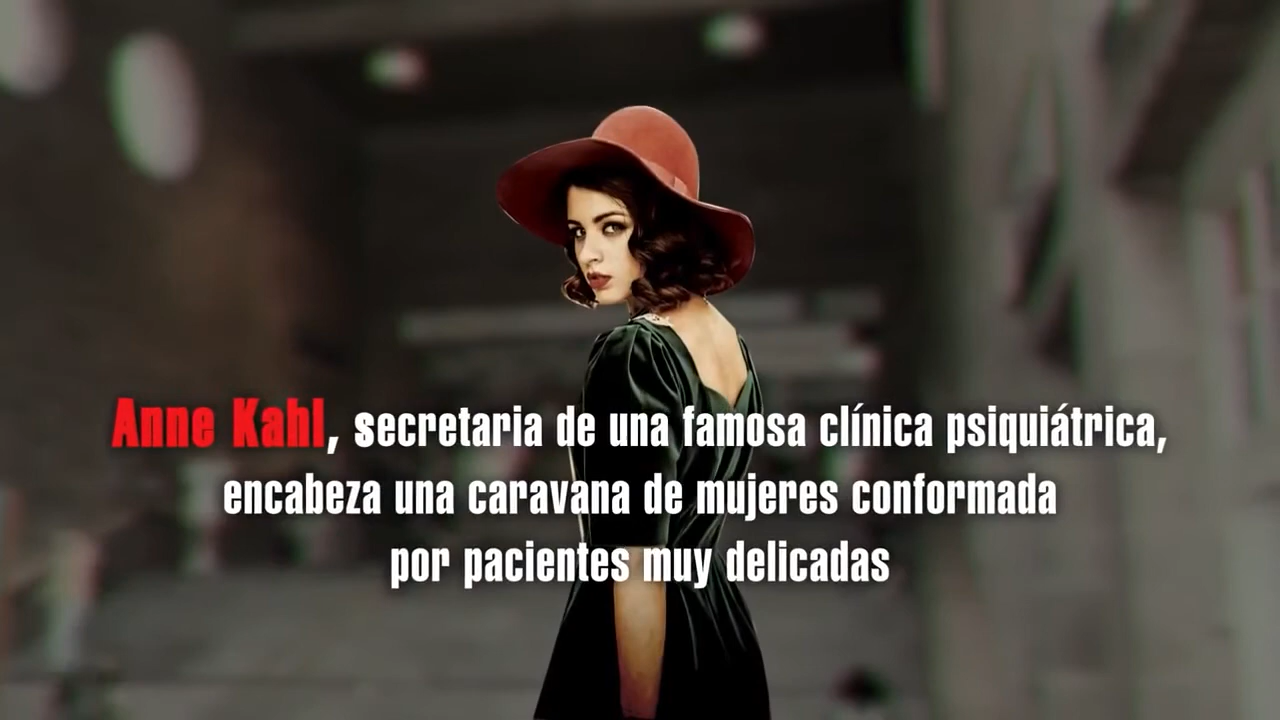 Anne Kahl, secretaria de una famosa clínica psiquiátrica,
encabeza una caravana de mujeres conformada
por pacientes muy delicadas